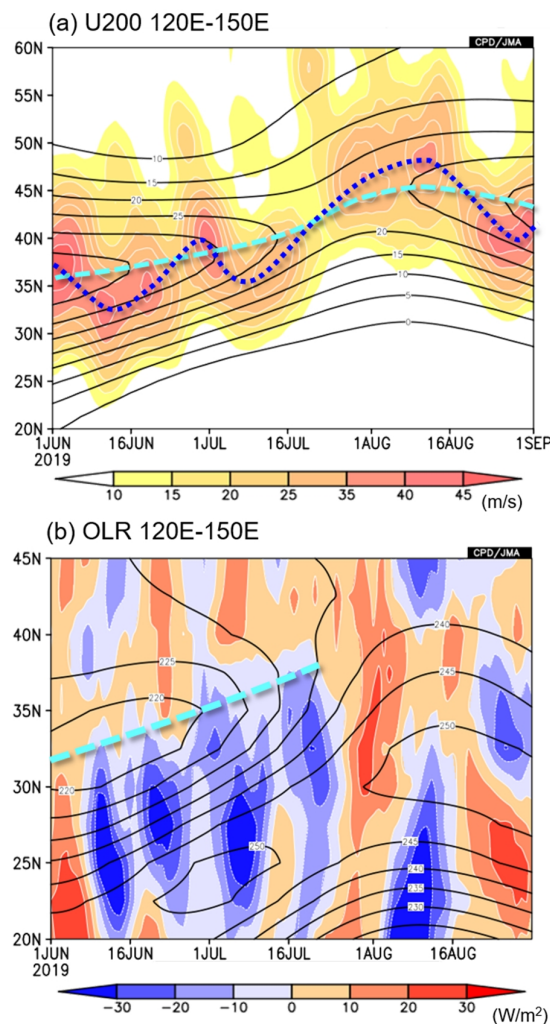 (a) U200 120E-150E
CPD/JMA
60N
55N
50N
45N
40N
35N
30N
25N
20N
10
15
20
25
20
15
10
5
0
1JUN 16JUN 1JUL 16JUL 1AUG 16AUG 1SEP
2019
10 15 20 25 35 40 45 (m/s)
(b) OLR 120E-150E
CPD/JMA
45N
40N
35N
30N
25N
20N
240
225
245
220
250
220
250
245
240
235
230
1JUN 16JUN 1JUL 16JUL 1AUG 16AUG
2019
-30 -20 -10 0 10 20 30 (W/m²)